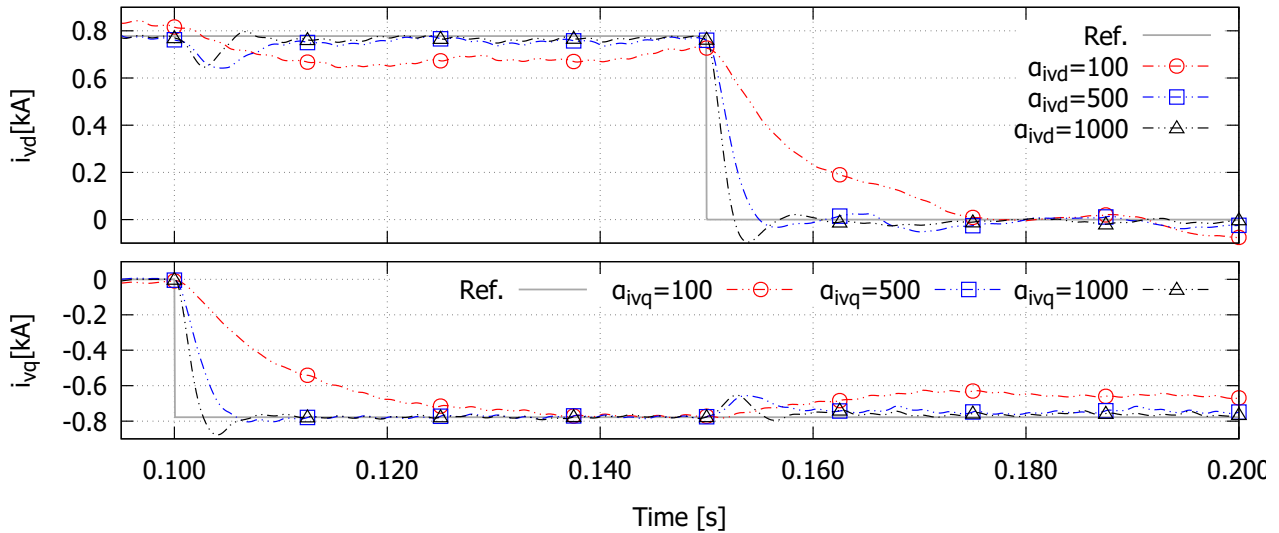 0.8
0.6
0.4
0.2
0
i_vd[kA]
Ref.
α_ivd=100
α_ivd=500
α_ivd=1000
0
-0.2
-0.4
-0.6
-0.8
i_vq[kA]
Ref. α_ivq=100 α_ivq=500 α_ivq=1000
0.100 0.120 0.140 0.160 0.180 0.200
Time [s]